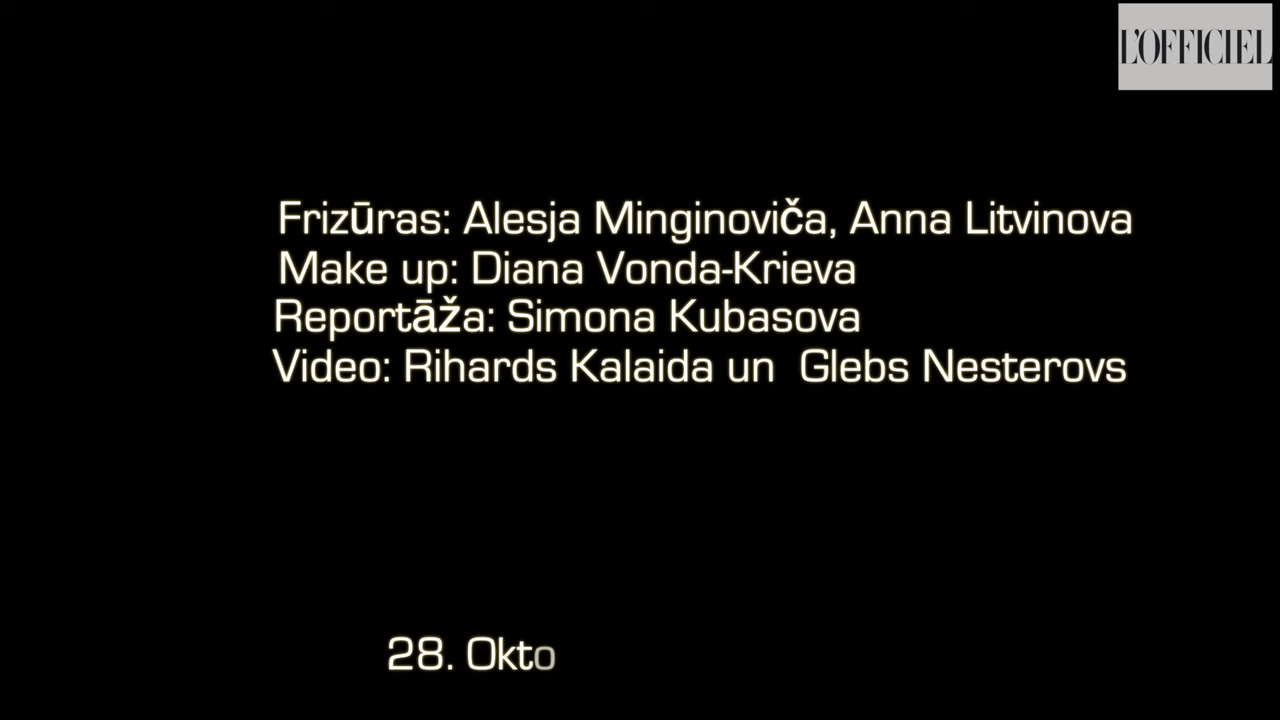 L'OFFICIEL
Frizūras: Alesja Minginoviča, Anna Litvinova
Make up: Diana Vonda-Krieva
Reportāža: Simona Kubasova
Video: Rihards Kalaida un Glebs Nesterovs
28. Okto